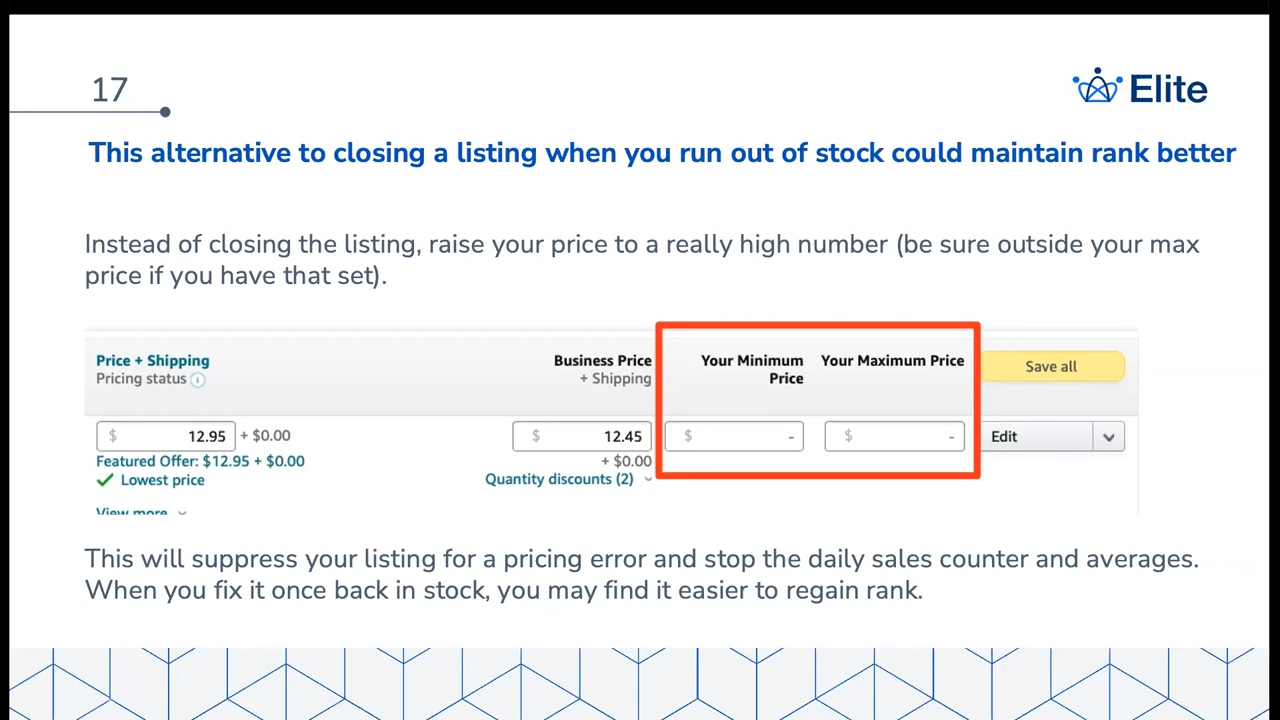 17
Elite
This alternative to closing a listing when you run out of stock could maintain rank better
Instead of closing the listing, raise your price to a really high number (be sure outside your max
price if you have that set).
Price + Shipping
Pricing status
Business Price
+ Shipping
Your Minimum
Price
Your Maximum Price
Save all
$ 12.95 + $0.00
Featured Offer: $12.95 + $0.00
Lowest price
View more
$ 12.45
+ $0.00
Quantity discounts (2)
$ -
$ -
Edit
This will suppress your listing for a pricing error and stop the daily sales counter and averages.
When you fix it once back in stock, you may find it easier to regain rank.